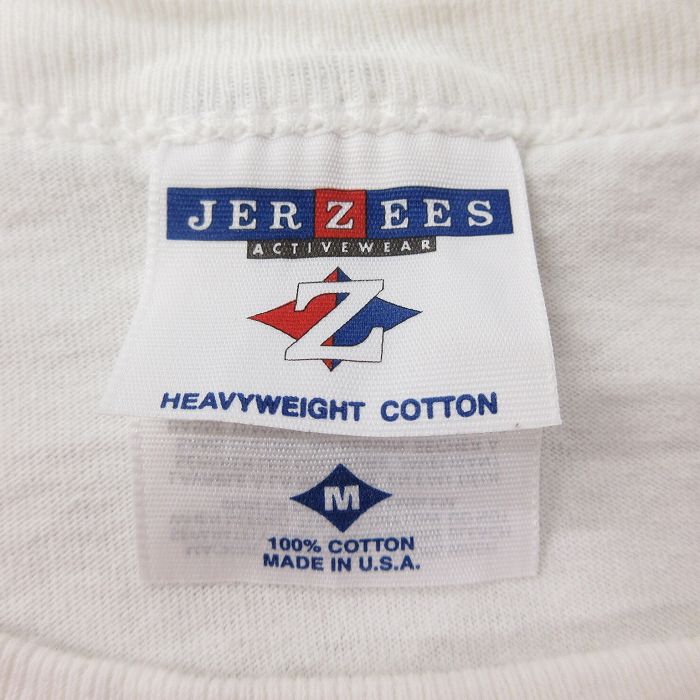 JERZEES
ACTIVEWEAR
Z
HEAVYWEIGHT COTTON
M
100% COTTON
MADE IN U.S.A.